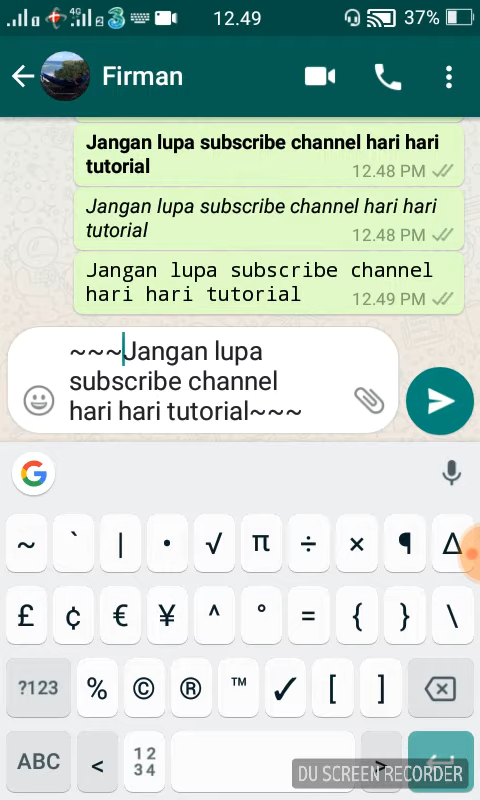 4G
12.49
37%
Firman
Jangan lupa subscribe channel hari hari
tutorial
12.48 PM
Jangan lupa subscribe channel hari hari
tutorial
12.48 PM
Jangan lupa subscribe channel
hari hari tutorial
12.49 PM
~~~Jangan lupa
subscribe channel
hari hari tutorial~~~
G
~ ` | • √ π ÷ × ¶ Δ
£ ¢ € ¥ ^ ° = { } \
?123 % © ® ™ ✓ [ ]
ABC < 12 >
34
DU SCREEN RECORDER